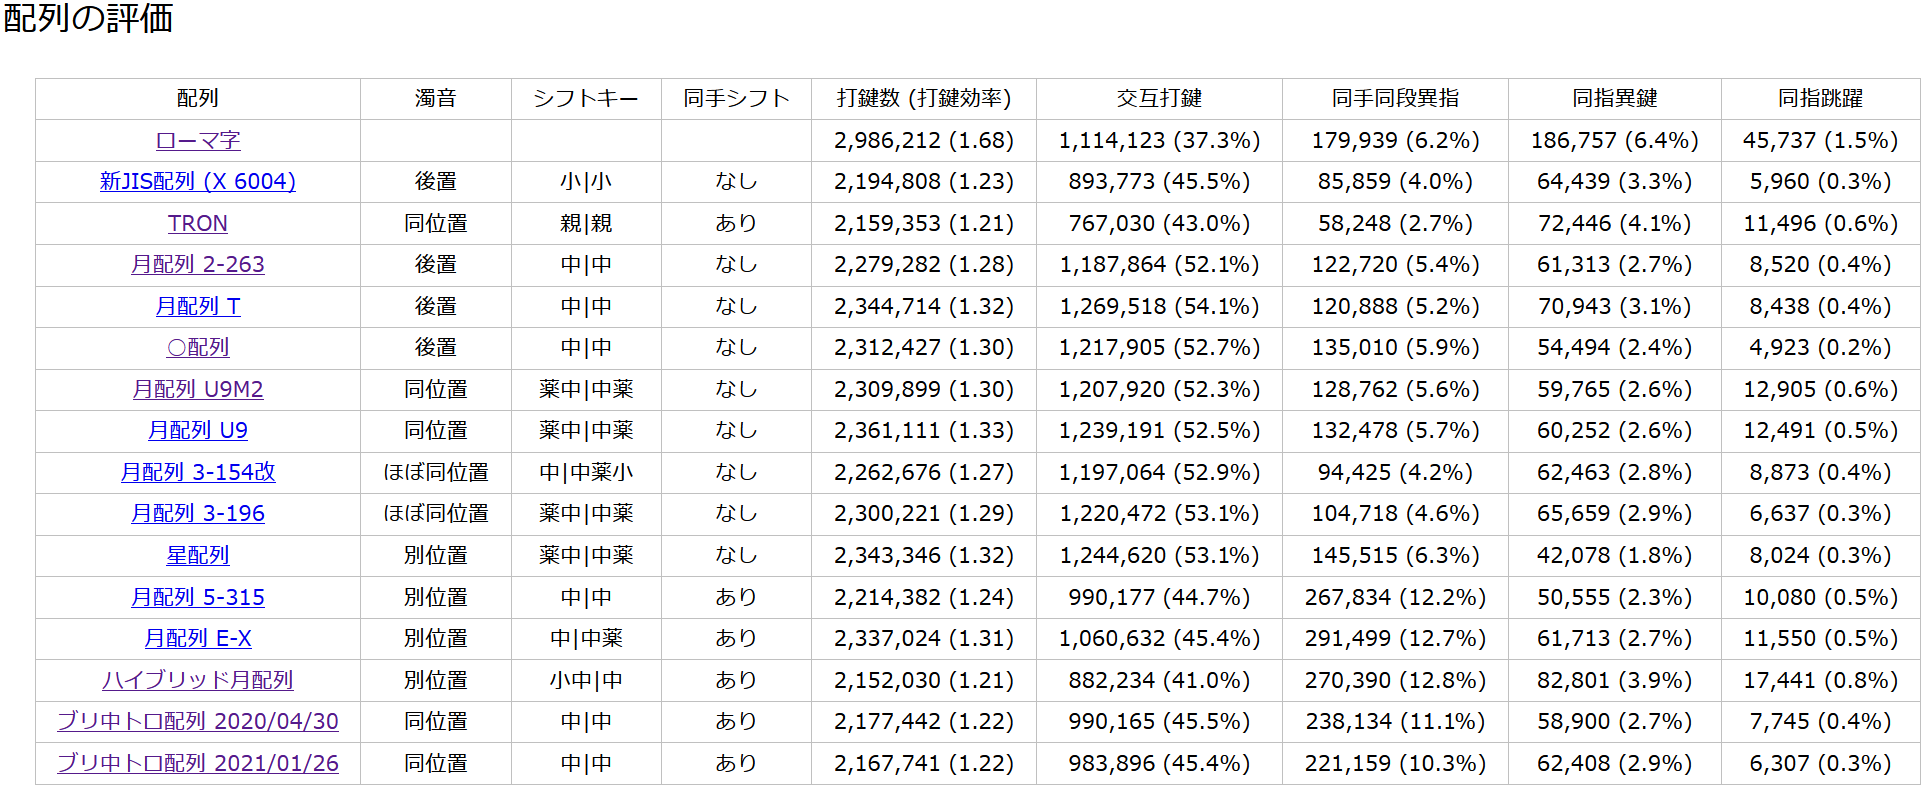 配列の評価
配列 濁音 シフトキー 同手シフト 打鍵数 (打鍵効率) 交互打鍵 同手同段異指 同指異鍵 同指跳躍
ローマ字 2,986,212 (1.68) 1,114,123 (37.3%) 179,939 (6.2%) 186,757 (6.4%) 45,737 (1.5%)
新JIS配列 (X 6004) 後置 小|小 なし 2,194,808 (1.23) 893,773 (45.5%) 85,859 (4.0%) 64,439 (3.3%) 5,960 (0.3%)
TRON 同位置 親|親 あり 2,159,353 (1.21) 767,030 (43.0%) 58,248 (2.7%) 72,446 (4.1%) 11,496 (0.6%)
月配列 2-263 後置 中|中 なし 2,279,282 (1.28) 1,187,864 (52.1%) 122,720 (5.4%) 61,313 (2.7%) 8,520 (0.4%)
月配列 T 後置 中|中 なし 2,344,714 (1.32) 1,269,518 (54.1%) 120,888 (5.2%) 70,943 (3.1%) 8,438 (0.4%)
○配列 後置 中|中 なし 2,312,427 (1.30) 1,217,905 (52.7%) 135,010 (5.9%) 54,494 (2.4%) 4,923 (0.2%)
月配列 U9M2 同位置 薬中|中薬 なし 2,309,899 (1.30) 1,207,920 (52.3%) 128,762 (5.6%) 59,765 (2.6%) 12,905 (0.6%)
月配列 U9 同位置 薬中|中薬 なし 2,361,111 (1.33) 1,239,191 (52.5%) 132,478 (5.7%) 60,252 (2.6%) 12,491 (0.5%)
月配列 3-154改 ほぼ同位置 中|中薬小 なし 2,262,676 (1.27) 1,197,064 (52.9%) 94,425 (4.2%) 62,463 (2.8%) 8,873 (0.4%)
月配列 3-196 ほぼ同位置 薬中|中薬 なし 2,300,221 (1.29) 1,220,472 (53.1%) 104,718 (4.6%) 65,659 (2.9%) 6,637 (0.3%)
星配列 別位置 薬中|中薬 なし 2,343,346 (1.32) 1,244,620 (53.1%) 145,515 (6.3%) 42,078 (1.8%) 8,024 (0.3%)
月配列 5-315 別位置 中|中 あり 2,214,382 (1.24) 990,177 (44.7%) 267,834 (12.2%) 50,555 (2.3%) 10,080 (0.5%)
月配列 E-X 別位置 中|中薬 あり 2,337,024 (1.31) 1,060,632 (45.4%) 291,499 (12.7%) 61,713 (2.7%) 11,550 (0.5%)
ハイブリッド月配列 別位置 小中|中 あり 2,152,030 (1.21) 882,234 (41.0%) 270,390 (12.8%) 82,801 (3.9%) 17,441 (0.8%)
ブリ中トロ配列 2020/04/30 同位置 中|中 あり 2,177,442 (1.22) 990,165 (45.5%) 238,134 (11.1%) 58,900 (2.7%) 7,745 (0.4%)
ブリ中トロ配列 2021/01/26 同位置 中|中 あり 2,167,741 (1.22) 983,896 (45.4%) 221,159 (10.3%) 62,408 (2.9%) 6,307 (0.3%)